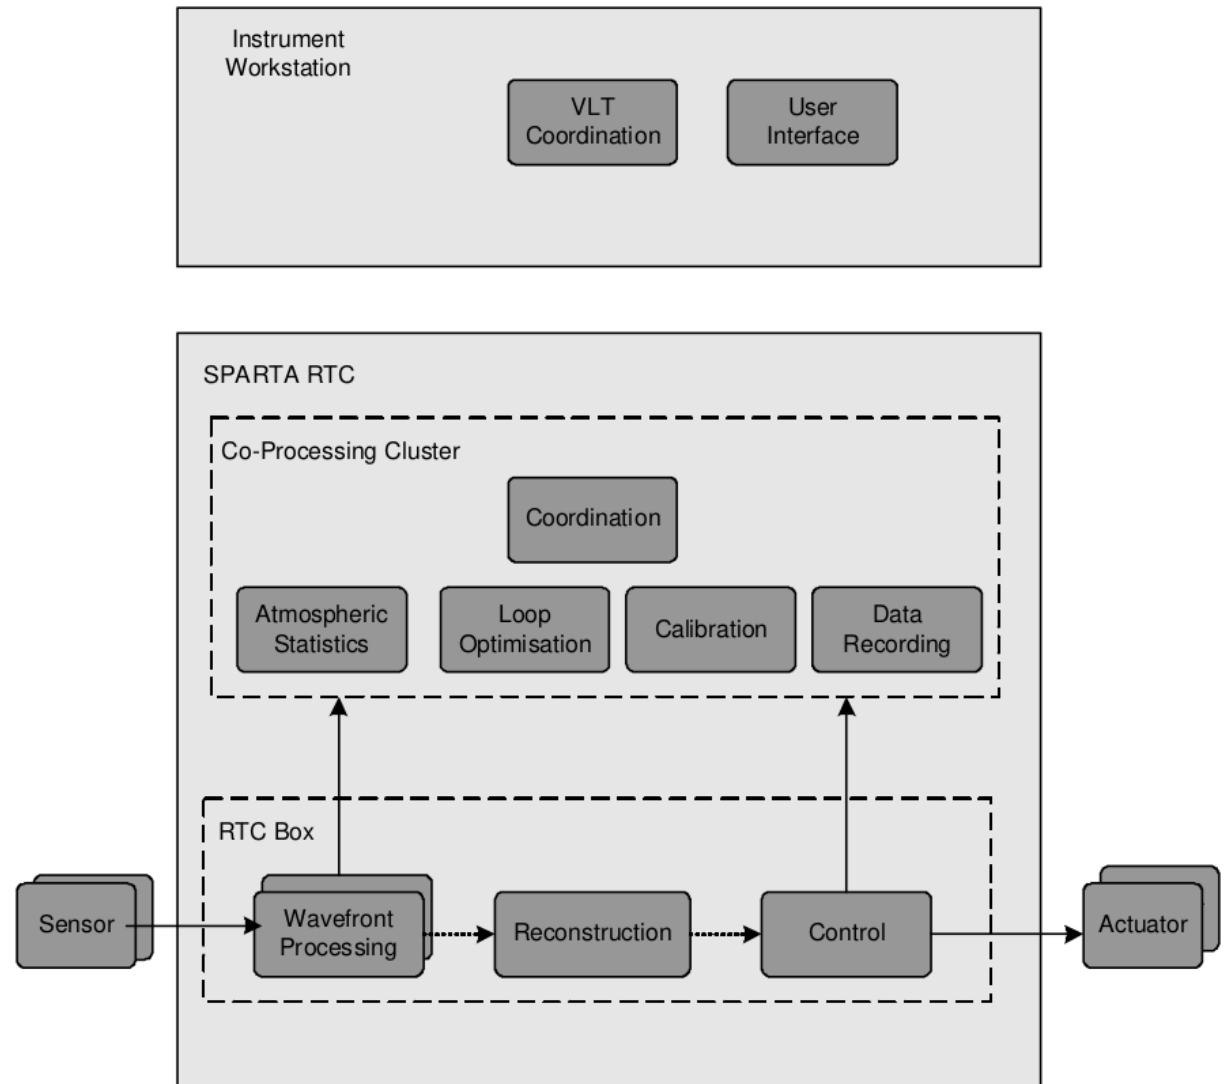 Instrument
Workstation
VLT
Coordination
User
Interface
SPARTA RTC
Co-Processing Cluster
Coordination
Atmospheric
Statistics
Loop
Optimisation
Calibration
Data
Recording
RTC Box
Sensor
Wavefront
Processing
Reconstruction
Control
Actuator